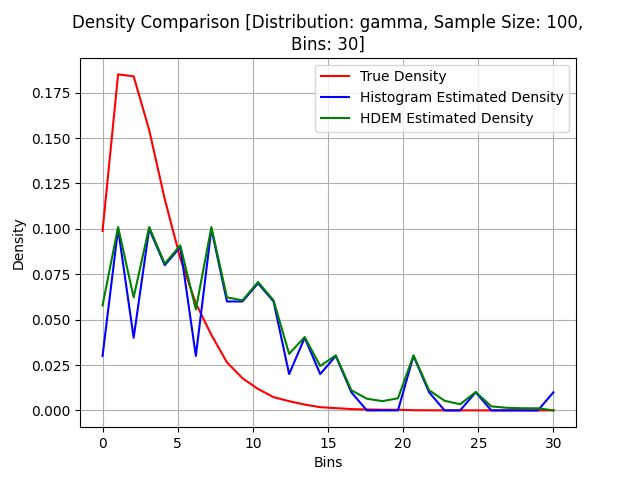 Density Comparison [Distribution: gamma, Sample Size: 100,
Bins: 30]
True Density
Histogram Estimated Density
HDEM Estimated Density
Density
0.175
0.150
0.125
0.100
0.075
0.050
0.025
0.000
0 5 10 15 20 25 30
Bins